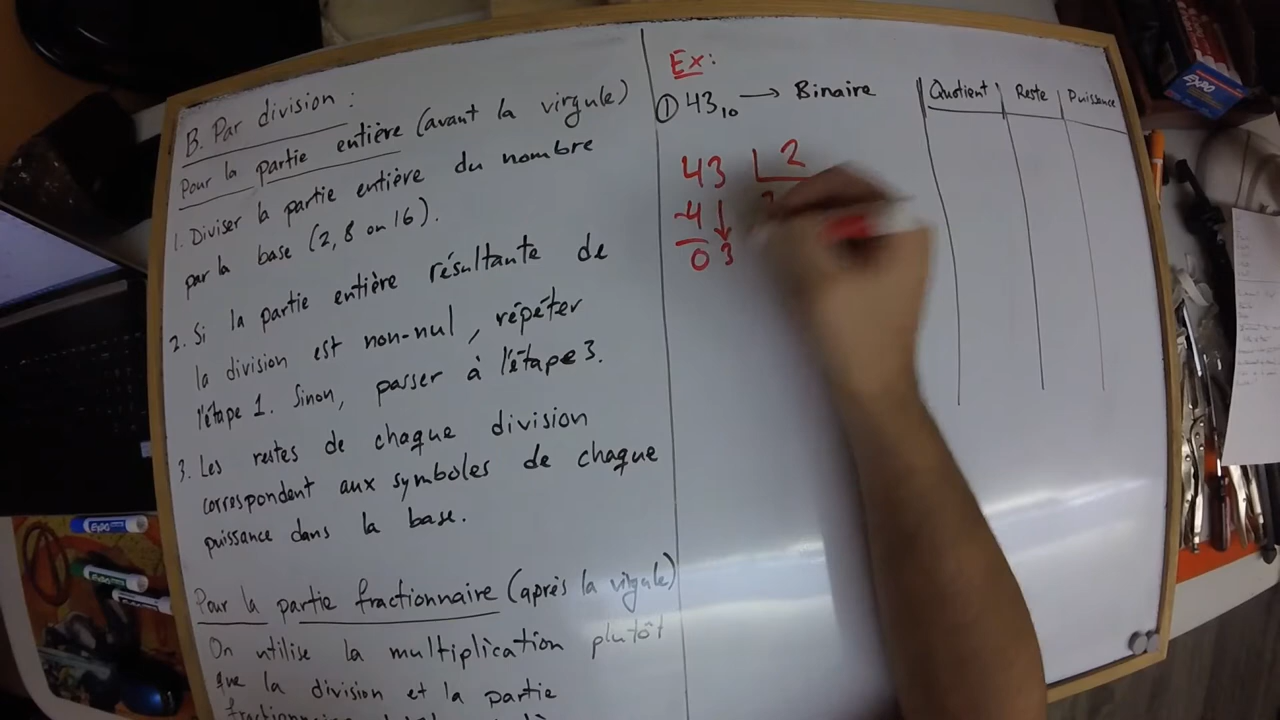 B. Par division :
Pour la partie entière (avant la virgule)
1. Diviser la partie entière du nombre
par la base (2, 8 ou 16).
2. Si la partie entière résultante de
la division est non-nul, répéter
l'étape 1. Sinon, passer à l'étape 3.
3. Les restes de chaque division
correspondent aux symboles de chaque
puissance dans la base.
Pour la partie fractionnaire (après la virgule)
On utilise la multiplication plutôt
que la division et la partie
Ex:
① 43₁₀ → Binaire
43 2
-4
03
Quotient Reste Puissance
EXPO
EXPO